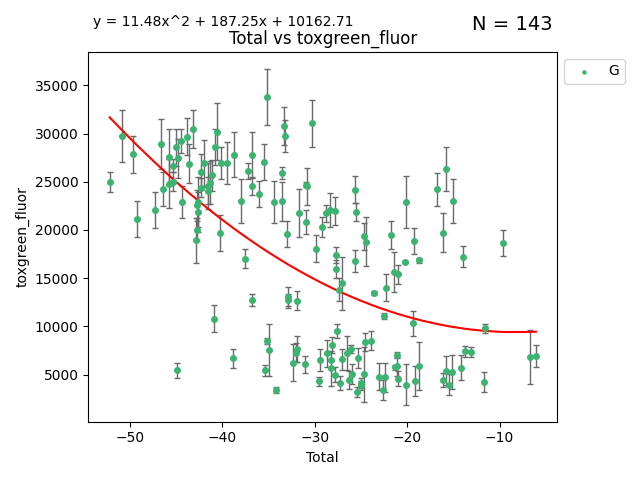 y = 11.48x^2 + 187.25x + 10162.71
N = 143
Total vs toxgreen_fluor
G
toxgreen_fluor
35000
30000
25000
20000
15000
10000
5000
−50
−40
−30
−20
−10
Total